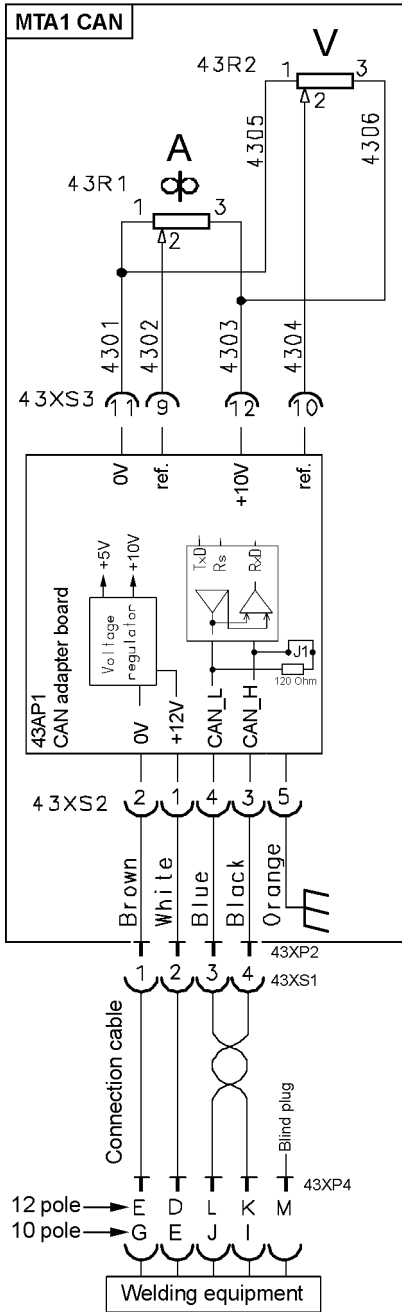 MTA1 CAN
V
43R2
1
3
2
4305
4306
A
43R1
1
3
2
4301
4302
4303
4304
43XS3
11
9
12
10
0V
ref.
+10V
ref.
+5V
+10V
TxD
Rs
RxD
Voltage
regulator
J1
120 Ohm
43AP1
CAN adapter board
0V
+12V
CAN_L
CAN_H
43XS2
2
1
4
3
5
Brown
White
Blue
Black
Orange
43XP2
1
2
3
4
43XS1
Connection cable
Blind plug
43XP4
12 pole
E
D
L
K
M
10 pole
G
E
J
I
Welding equipment